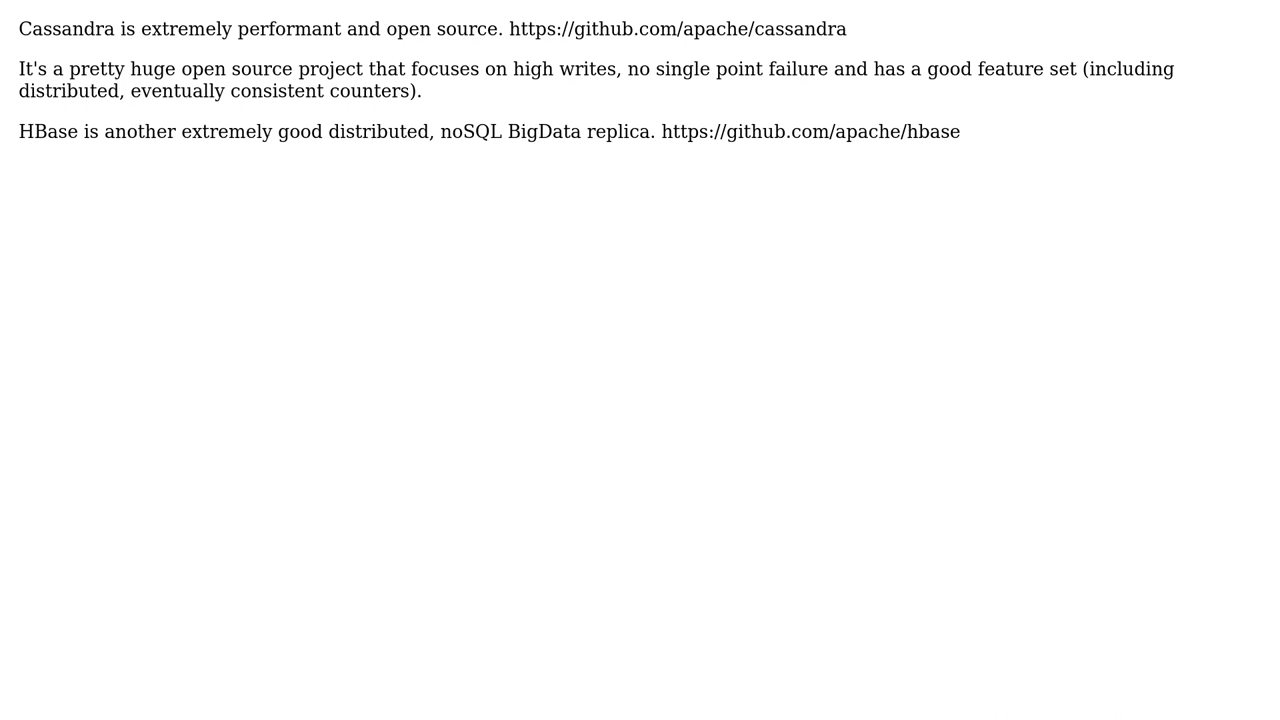 Cassandra is extremely performant and open source. https://github.com/apache/cassandra
It's a pretty huge open source project that focuses on high writes, no single point failure and has a good feature set (including
distributed, eventually consistent counters).
HBase is another extremely good distributed, noSQL BigData replica. https://github.com/apache/hbase